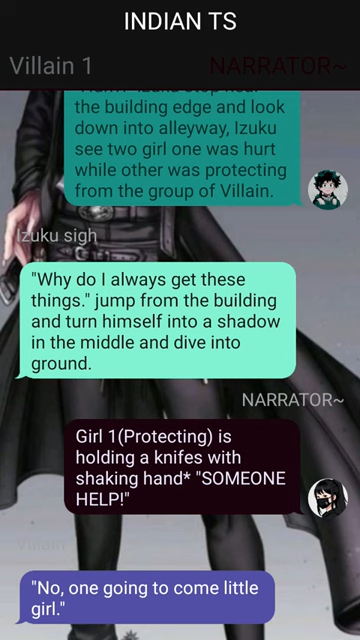 INDIAN TS
Villain 1
NARRATOR~
the building edge and look
down into alleyway, Izuku
see two girl one was hurt
while other was protecting
from the group of Villain.
Izuku sigh
"Why do I always get these
things." jump from the building
and turn himself into a shadow
in the middle and dive into
ground.
NARRATOR~
Girl 1(Protecting) is
holding a knifes with
shaking hand* "SOMEONE
HELP!"
Villain
"No, one going to come little
girl."